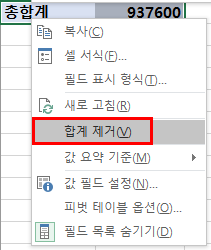 총합계 937600
복사(C)
셀 서식(F)...
필드 표시 형식(T)...
새로 고침(R)
합계 제거(V)
값 요약 기준(M)
값 필드 설정(N)...
피벗 테이블 옵션(O)...
필드 목록 숨기기(D)